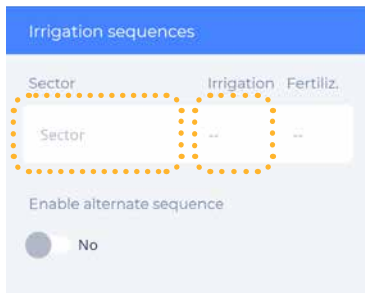 Irrigation sequences
Sector Irrigation Fertiliz.
Sector -- --
Enable alternate sequence
No